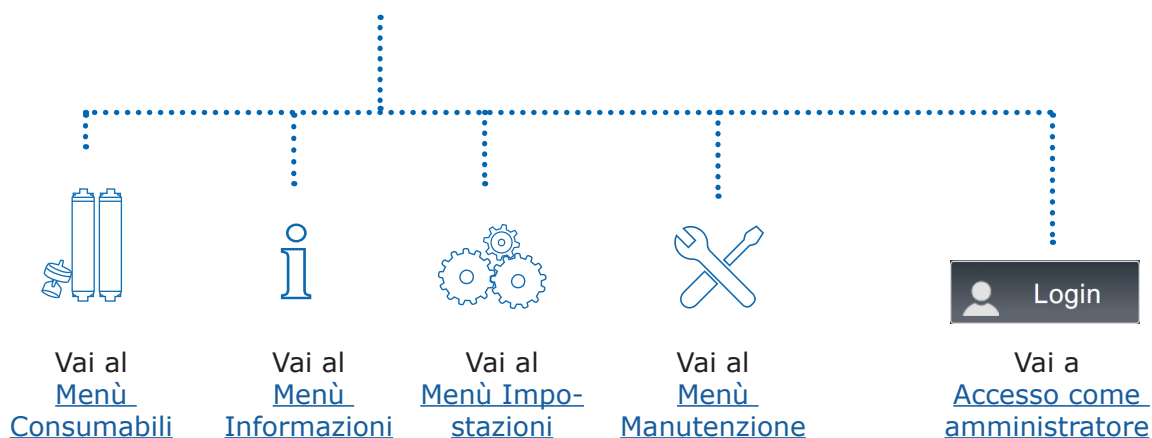 Login
Vai al
Menù
Consumabili
Vai al
Menù
Informazioni
Vai al
Menù Impo-
stazioni
Vai al
Menù
Manutenzione
Vai a
Accesso come
amministratore